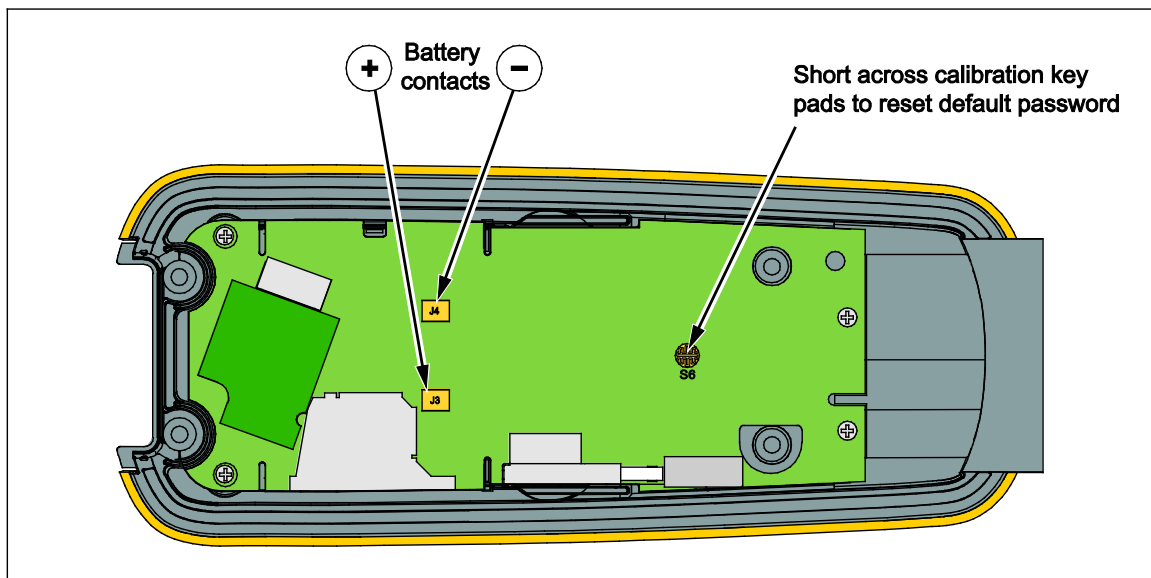 +
Battery
contacts
−
Short across calibration key
pads to reset default password
J4
J3
S6